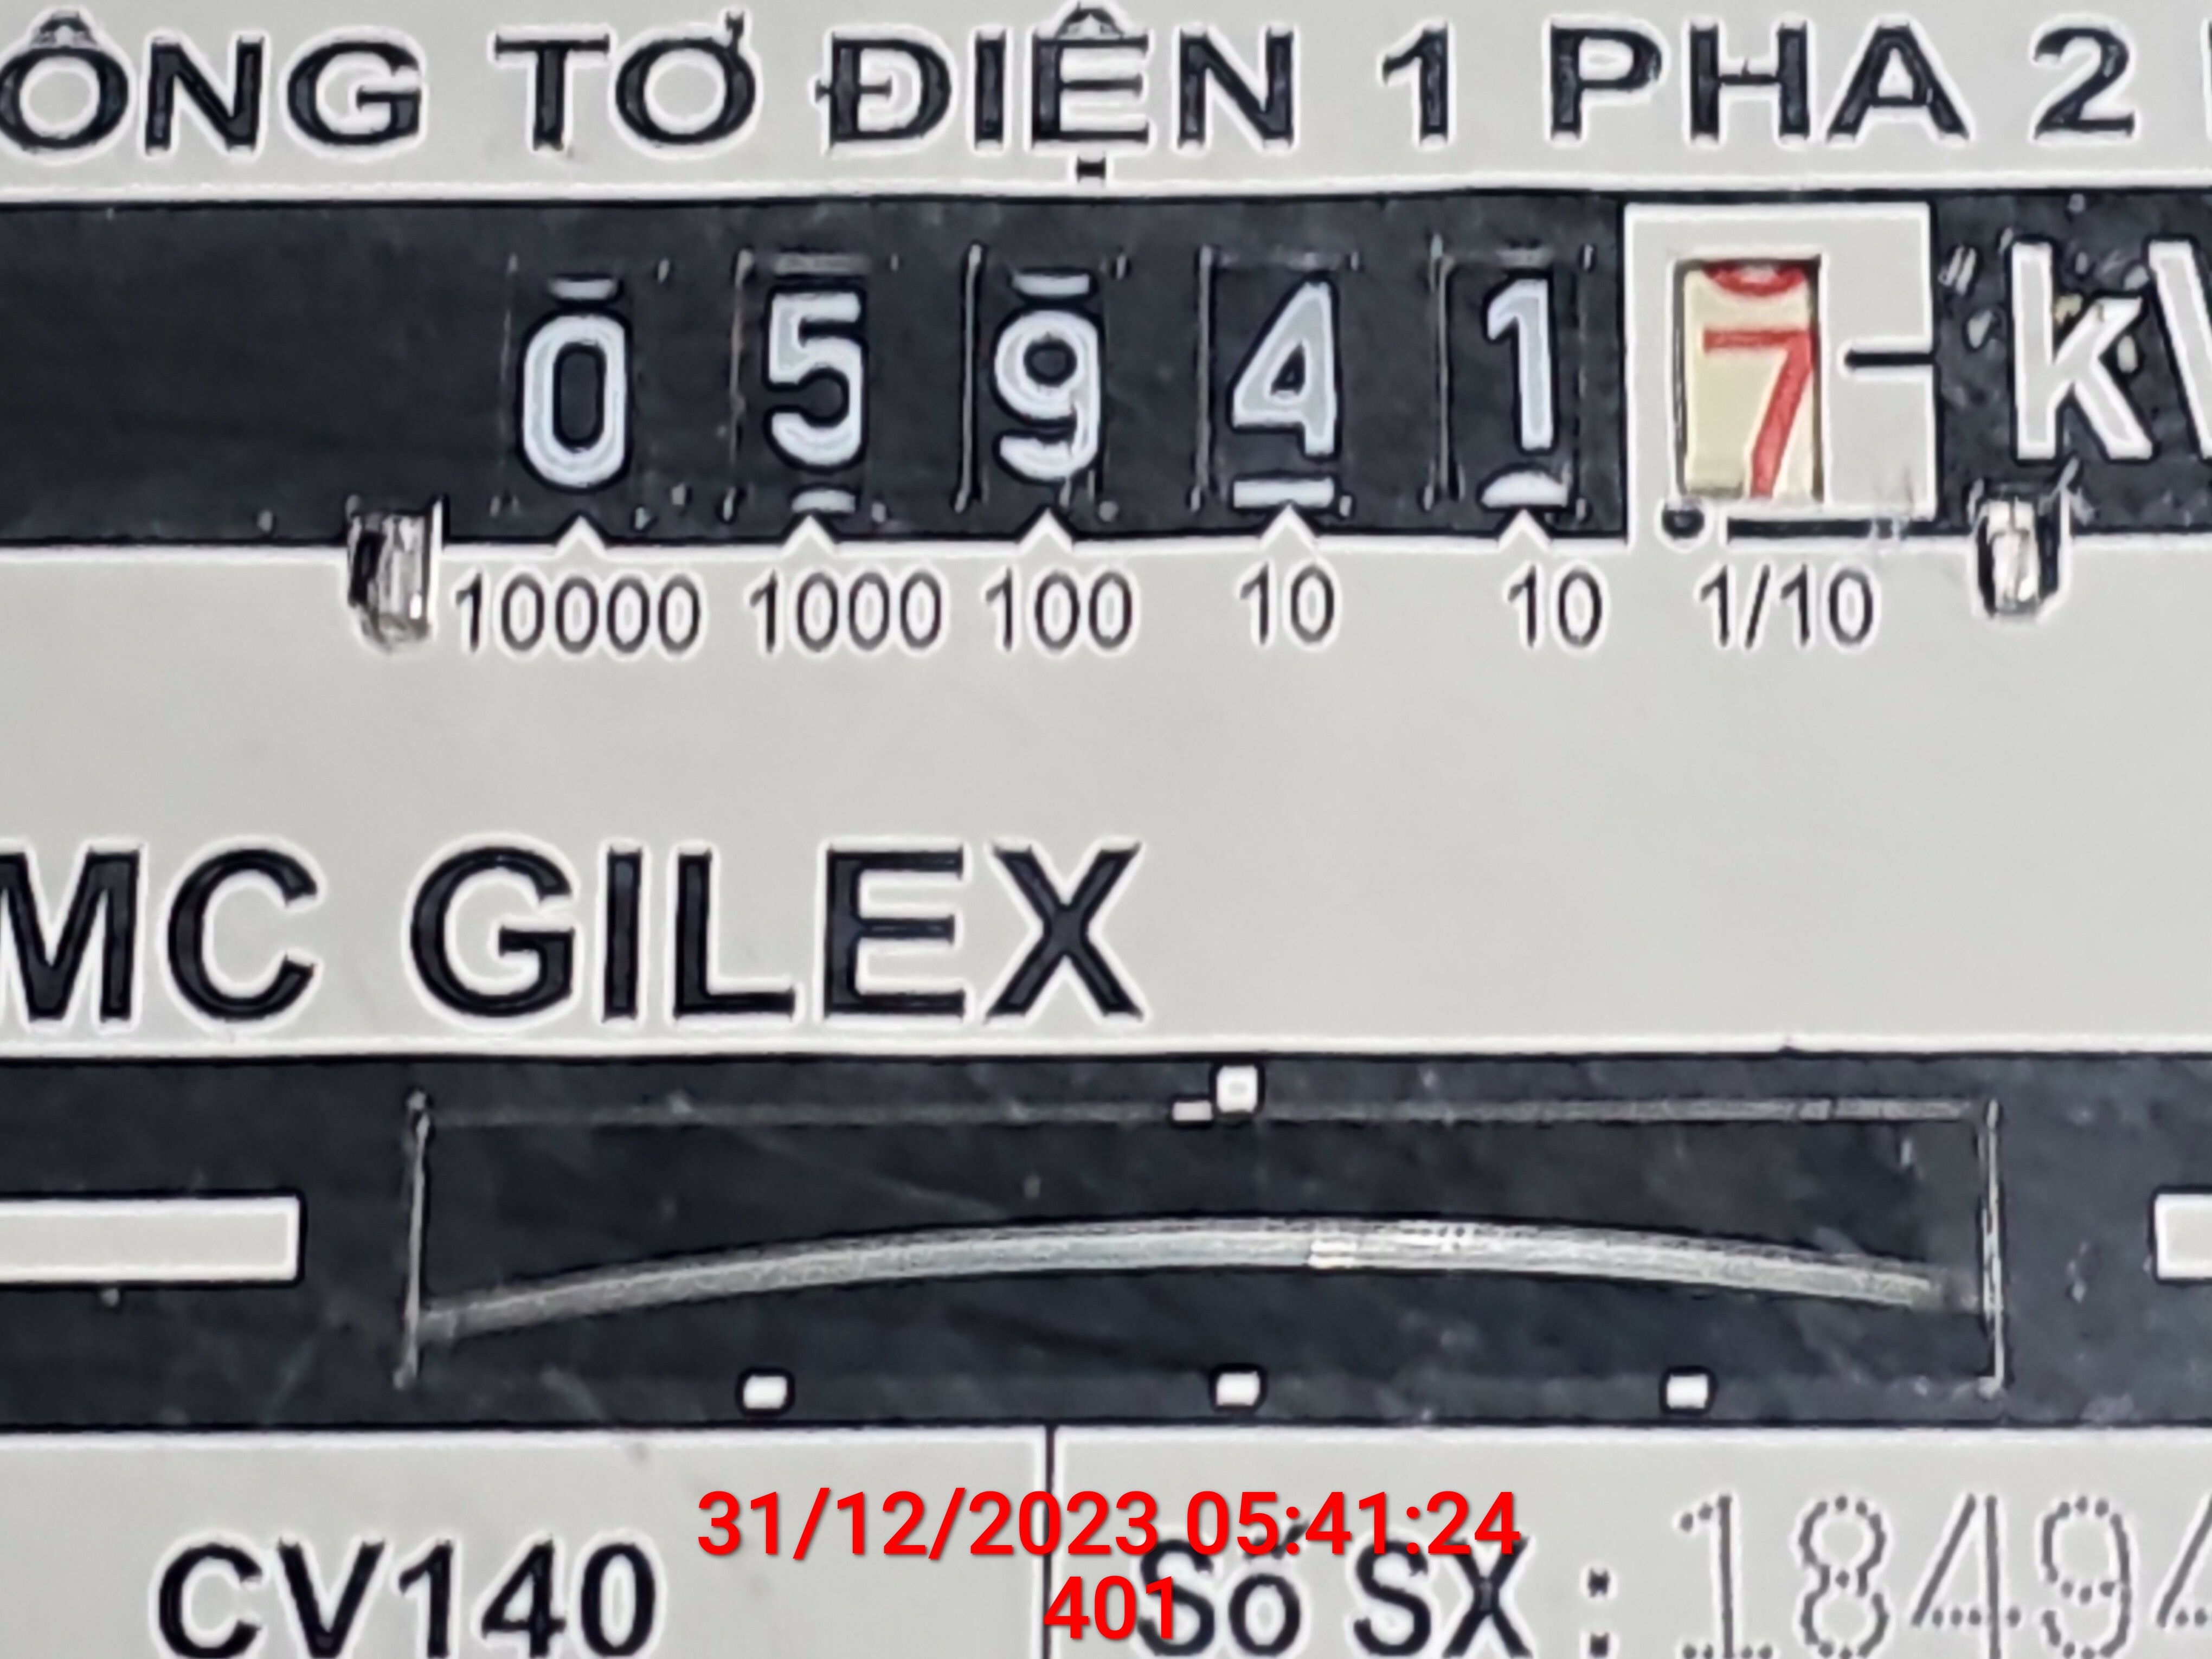 ÔNG TƠ ĐIỆN 1 PHA 2
0 5 9 4 1 7 k
10000 1000 100 10 10 1/10
MC GILEX
31/12/2023 05:41:24
401
CV140 Số SX : 1849